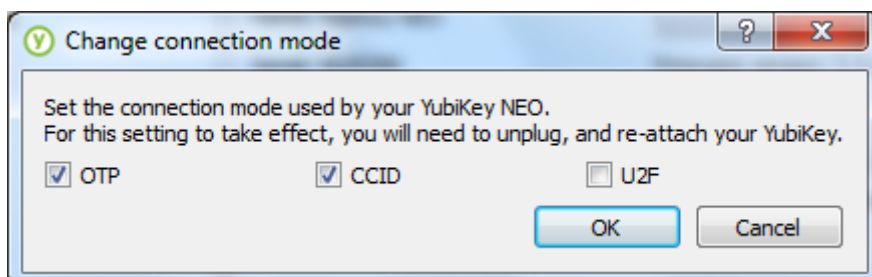 Change connection mode
Set the connection mode used by your YubiKey NEO.
For this setting to take effect, you will need to unplug, and re-attach your YubiKey.
OTP CCID U2F
OK Cancel